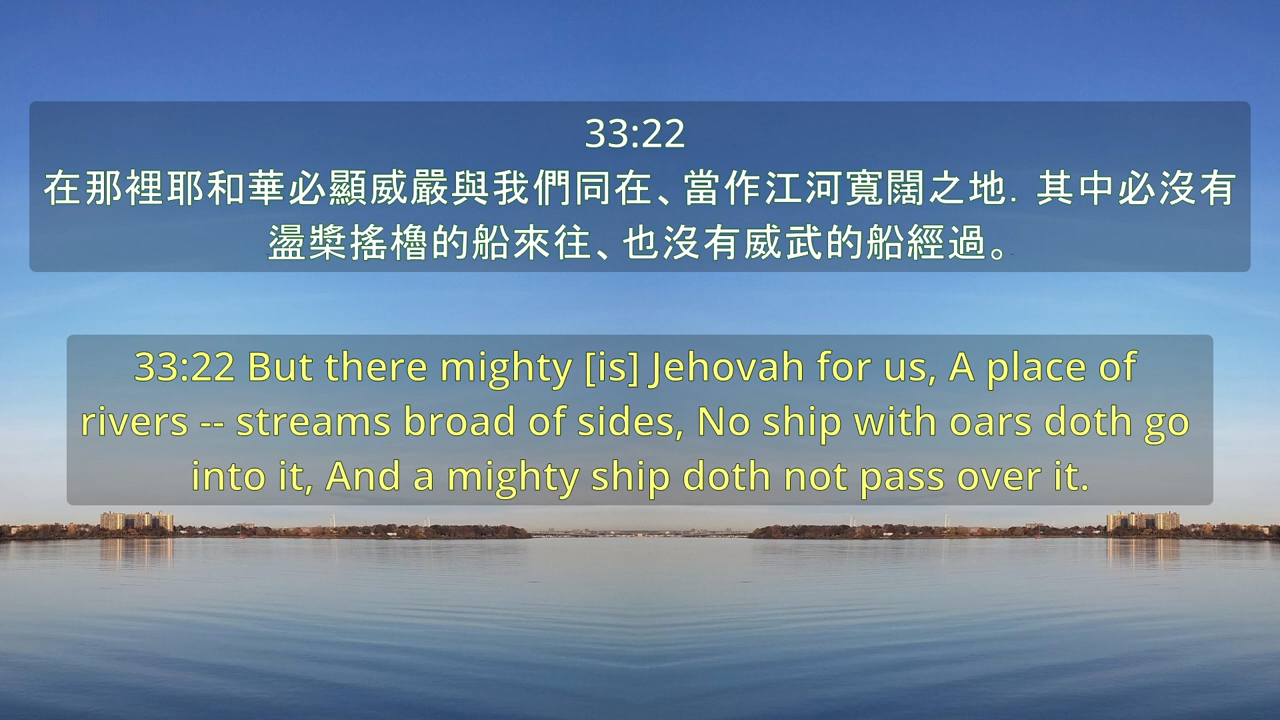 33:22
在那裡耶和華必顯威嚴與我們同在、當作江河寬闊之地. 其中必沒有
盪槳搖櫓的船來往、也沒有威武的船經過。
33:22 But there mighty [is] Jehovah for us, A place of
rivers -- streams broad of sides, No ship with oars doth go
into it, And a mighty ship doth not pass over it.